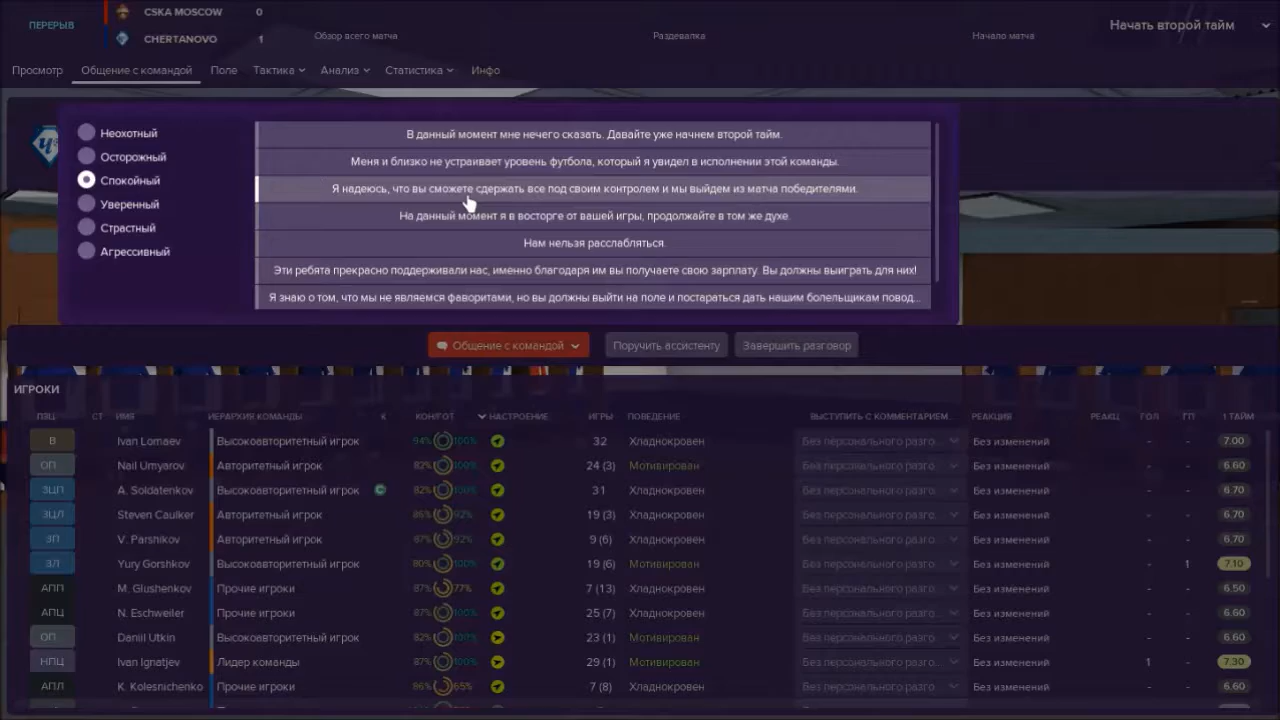 ПЕРЕРЫВ
CSKA MOSCOW 0
CHERTANOVO 1
Обзор всего матча
Раздевалка
Начало матча
Начать второй тайм
Просмотр Общение с командой Поле Тактика Анализ Статистика Инфо
Неохотный
Осторожный
Спокойный
Уверенный
Страстный
Агрессивный
В данный момент мне нечего сказать. Давайте уже начнем второй тайм.
Меня и близко не устраивает уровень футбола, который я увидел в исполнении этой команды.
Я надеюсь, что вы сможете сдержать все под своим контролем и мы выйдем из матча победителями.
На данный момент я в восторге от вашей игры, продолжайте в том же духе.
Нам нельзя расслабляться.
Эти ребята прекрасно поддерживали нас, именно благодаря им вы получаете свою зарплату. Вы должны выиграть для них!
Я знаю о том, что мы не являемся фаворитами, но вы должны выйти на поле и постараться дать нашим болельщикам повод...
Общение с командой Поручить ассистенту Завершить разговор
ИГРОКИ
ПЗЦ СТ ИМЯ ИЕРАРХИЯ КОМАНДЫ К КОН/ГОТ НАСТРОЕНИЕ ИГРЫ ПОВЕДЕНИЕ ВЫСТУПИТЬ С КОММЕНТАРИЕМ... РЕАКЦИЯ РЕАКЦ ГОЛ ГП 1 ТАЙМ
В Ivan Lomaev Высокоавторитетный игрок 94% 100% 32 Хладнокровен Без персонального разго... Без изменений - - 7.00
ОП Nail Umyarov Авторитетный игрок 82% 100% 24 (3) Мотивирован Без персонального разго... Без изменений - - 6.60
ЗЦП A. Soldatenkov Высокоавторитетный игрок C 82% 100% 31 Хладнокровен Без персонального разго... Без изменений - - 6.70
ЗЦЛ Steven Caulker Авторитетный игрок 86% 92% 19 (3) Хладнокровен Без персонального разго... Без изменений - - 6.70
ЗП V. Parshikov Авторитетный игрок 87% 92% 9 (6) Хладнокровен Без персонального разго... Без изменений - - 6.70
ЗЛ Yury Gorshkov Высокоавторитетный игрок 80% 100% 19 (6) Мотивирован Без персонального разго... Без изменений - 1 7.10
АПП M. Glushenkov Прочие игроки 87% 77% 7 (13) Хладнокровен Без персонального разго... Без изменений - - 6.50
АПЦ N. Eschweiler Прочие игроки 87% 100% 25 (7) Хладнокровен Без персонального разго... Без изменений - - 6.60
ОП... Daniil Utkin Высокоавторитетный игрок 82% 100% 23 (1) Мотивирован Без персонального разго... Без изменений - - 6.60
НПЦ Ivan Ignatjev Лидер команды 87% 100% 29 (1) Мотивирован Без персонального разго... Без изменений 1 - 7.30
АПЛ K. Kolesnichenko Прочие игроки 86% 65% 7 (8) Хладнокровен Без персонального разго... Без изменений - - 6.60